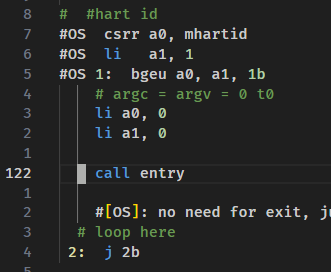 8 #  #hart id
7 #OS  csrr a0, mhartid
6 #OS  li   a1, 1
5 #OS 1:  bgeu a0, a1, 1b
4 # argc = argv = 0 t0
3 li a0, 0
2 li a1, 0
1
122 call entry
1
2 #[OS]: no need for exit,
3 # loop here
4 2:  j 2b